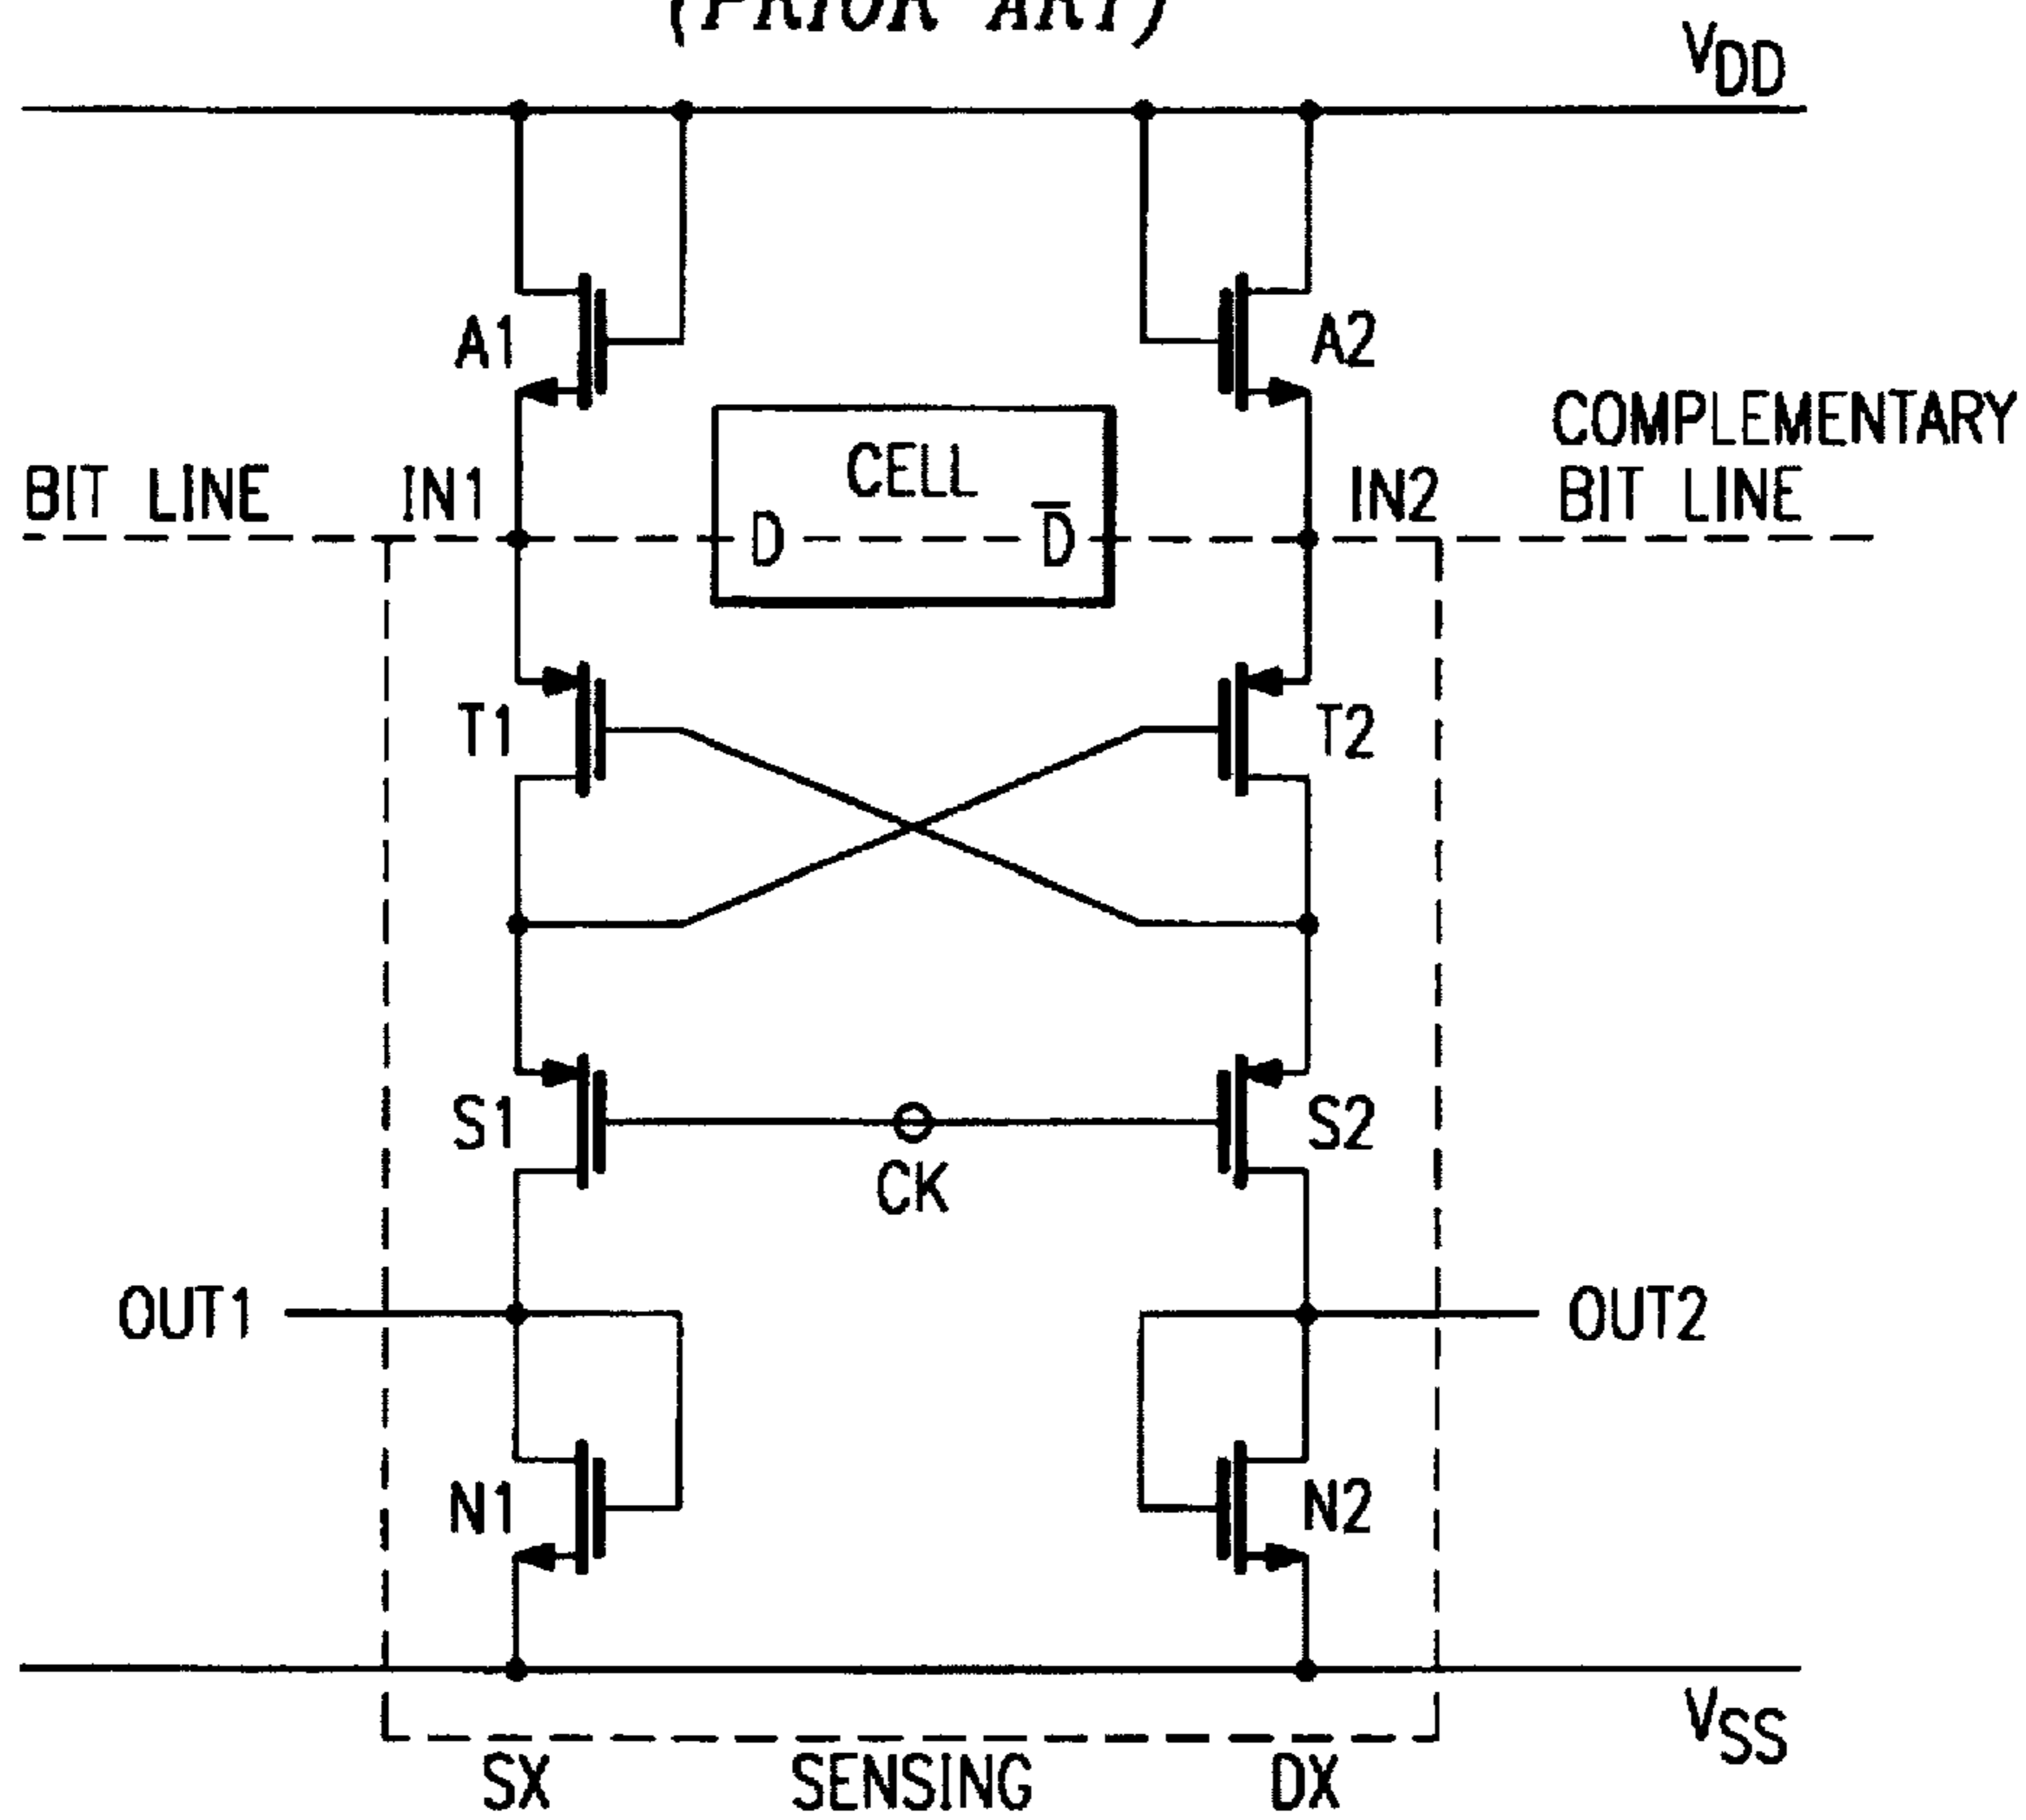 (PRIOR ART)
VDD
A1
A2
COMPLEMENTARY
BIT LINE
IN1
CELL
IN2
BIT LINE
D
D̅
T1
T2
S1
S2
CK
OUT1
OUT2
N1
N2
VSS
SX
SENSING
DX